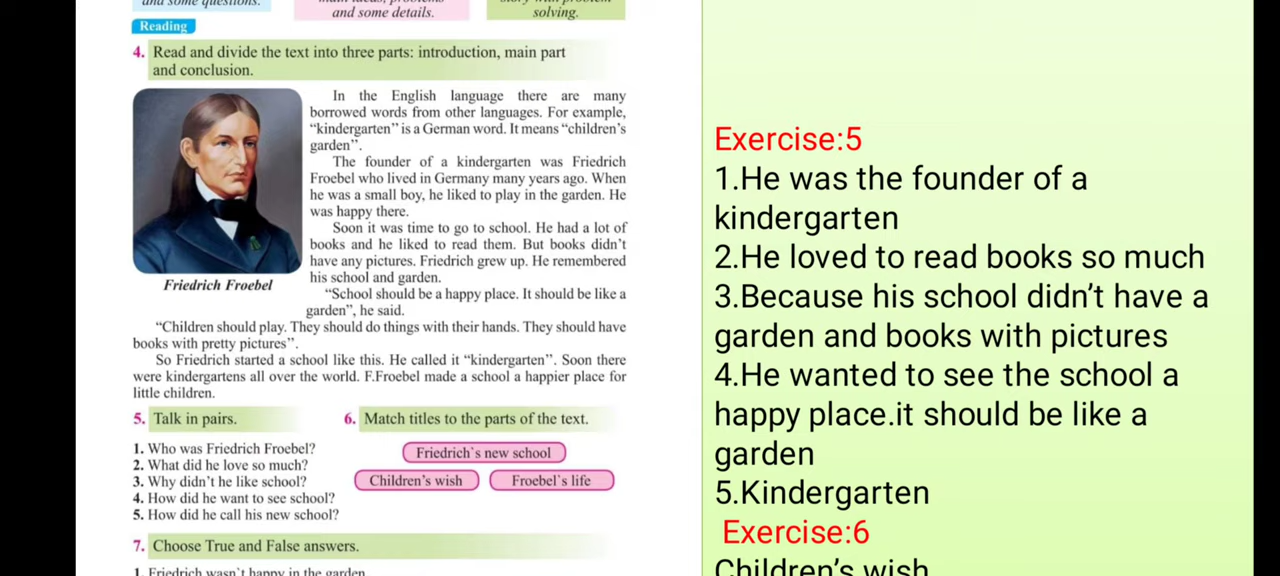 and some questions.
main ideas, problems
and some details.
story with problem
solving.
Reading
4. Read and divide the text into three parts: introduction, main part
and conclusion.
In the English language there are many
borrowed words from other languages. For example,
“kindergarten” is a German word. It means “children’s
garden”.
The founder of a kindergarten was Friedrich
Froebel who lived in Germany many years ago. When
he was a small boy, he liked to play in the garden. He
was happy there.
Soon it was time to go to school. He had a lot of
books and he liked to read them. But books didn’t
have any pictures. Friedrich grew up. He remembered
his school and garden.
Friedrich Froebel
“School should be a happy place. It should be like a
garden”, he said.
“Children should play. They should do things with their hands. They should have
books with pretty pictures”.
So Friedrich started a school like this. He called it “kindergarten”. Soon there
were kindergartens all over the world. F.Froebel made a school a happier place for
little children.
5. Talk in pairs.
1. Who was Friedrich Froebel?
2. What did he love so much?
3. Why didn’t he like school?
4. How did he want to see school?
5. How did he call his new school?
6. Match titles to the parts of the text.
Friedrich`s new school
Children’s wish
Froebel`s life
7. Choose True and False answers.
1. Friedrich wasn`t happy in the garden
Exercise:5
1.He was the founder of a
kindergarten
2.He loved to read books so much
3.Because his school didn’t have a
garden and books with pictures
4.He wanted to see the school a
happy place.it should be like a
garden
5.Kindergarten
Exercise:6
Children’s wish